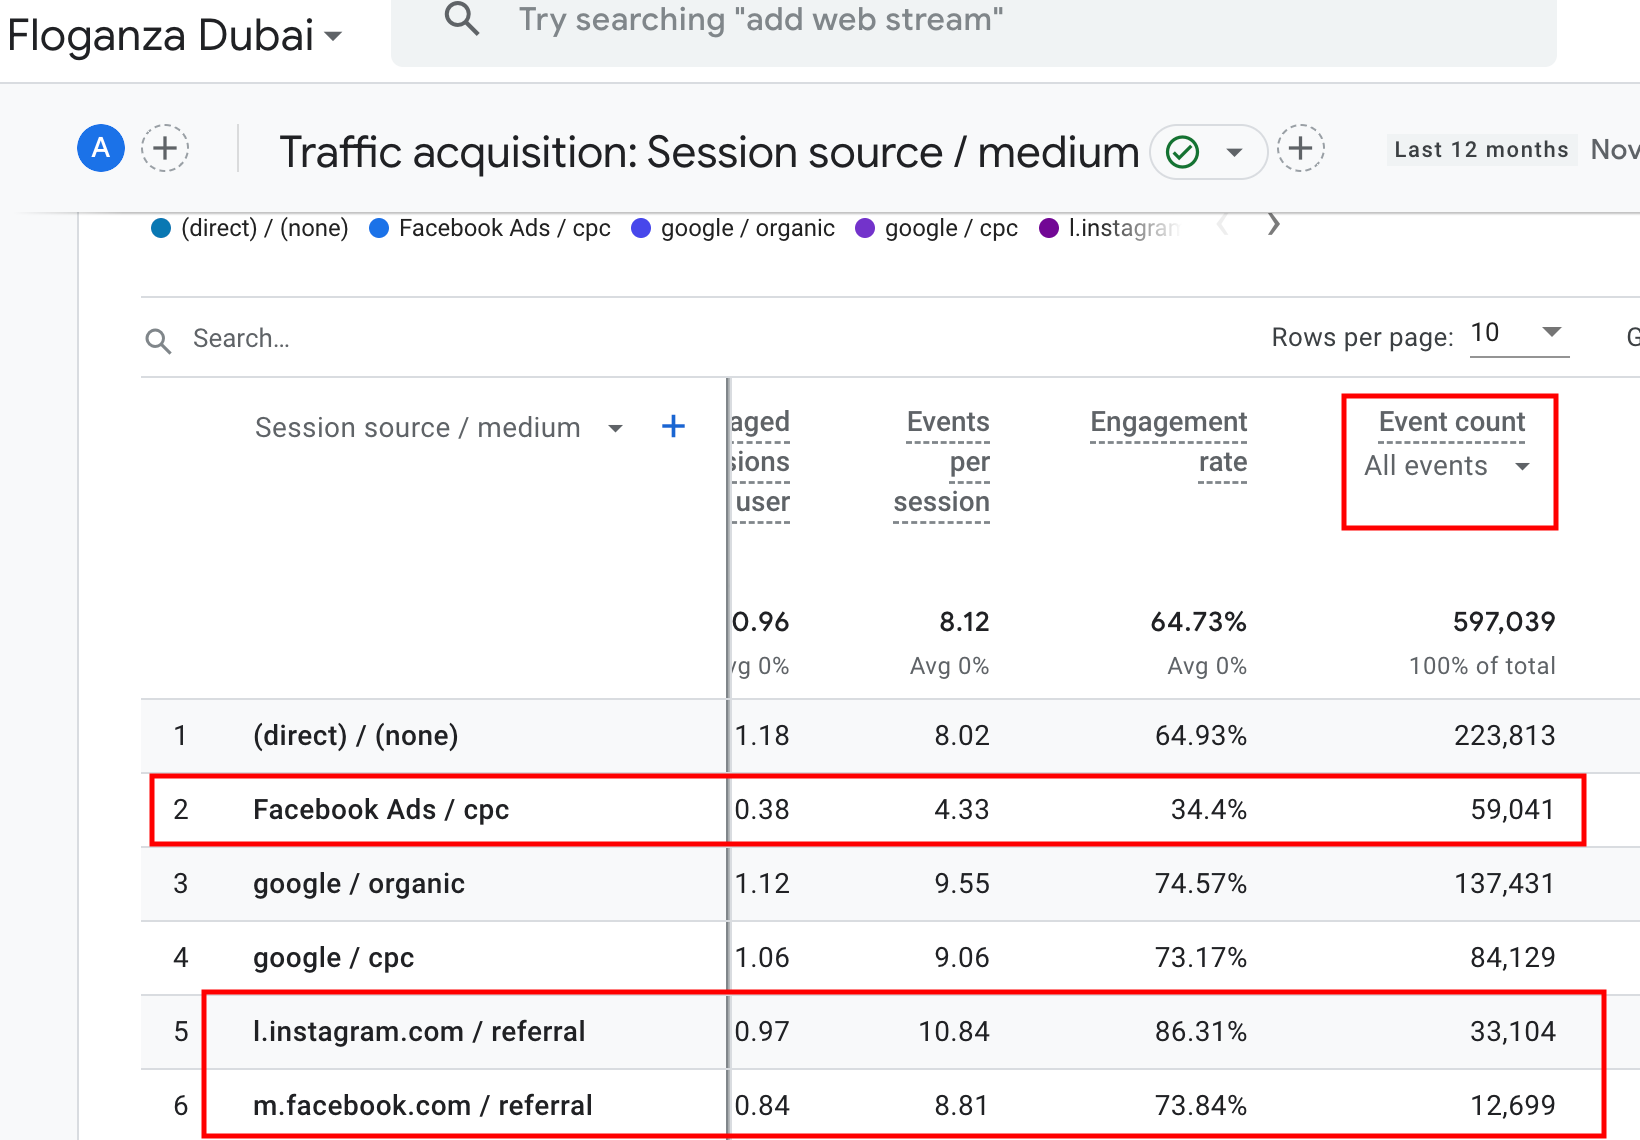 Floganza Dubai
Try searching "add web stream"
A
Traffic acquisition: Session source / medium
Last 12 months Nov
(direct) / (none) Facebook Ads / cpc google / organic google / cpc l.instagram
Search...
Rows per page: 10 G
Session source / medium
aged
sions
user
Events
per
session
Engagement
rate
Event count
All events
0.96 8.12 64.73% 597,039
vg 0% Avg 0% Avg 0% 100% of total
1 (direct) / (none) 1.18 8.02 64.93% 223,813
2 Facebook Ads / cpc 0.38 4.33 34.4% 59,041
3 google / organic 1.12 9.55 74.57% 137,431
4 google / cpc 1.06 9.06 73.17% 84,129
5 l.instagram.com / referral 0.97 10.84 86.31% 33,104
6 m.facebook.com / referral 0.84 8.81 73.84% 12,699